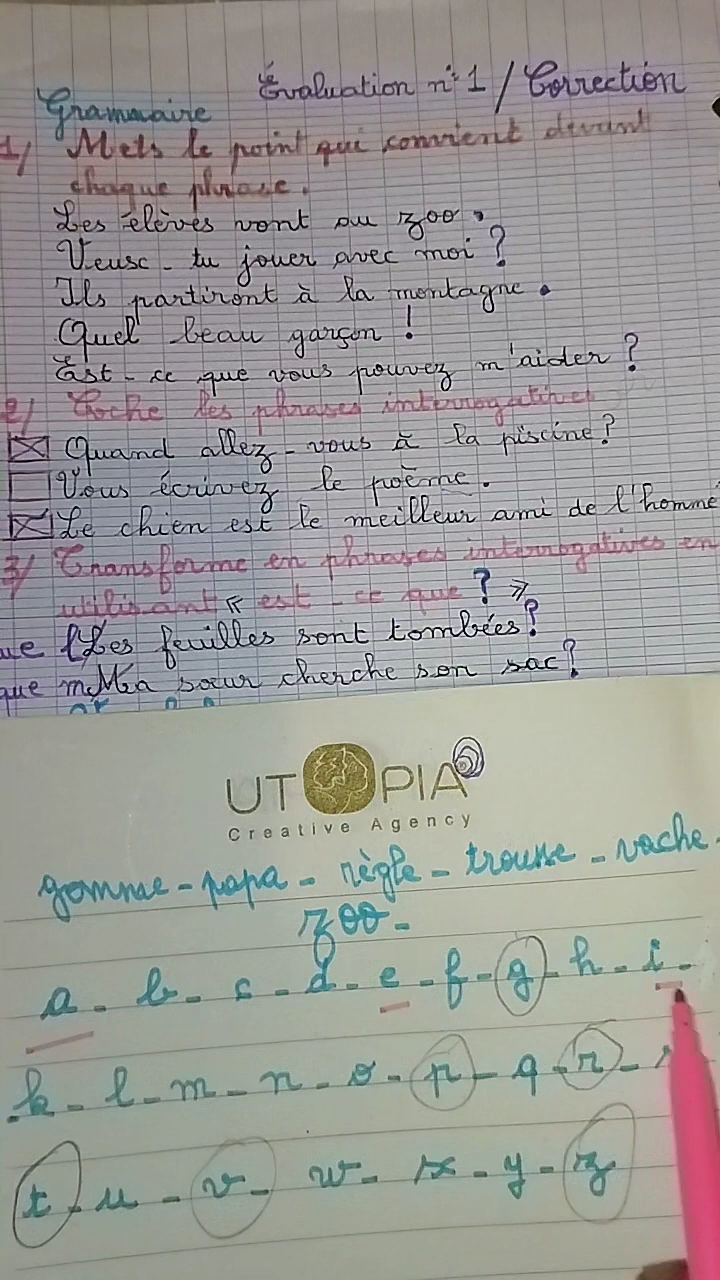 Évaluation n°1 / Correction
Grammaire
1/ Mets le point qui convient devant
chaque phrase.
Les élèves vont au zoo.
Veusc-tu jouer avec moi ?
Ils partiront à la montagne.
Quel beau garçon !
Est-ce que vous pouvez m'aider ?
2/ Coche les phrases interrogatives
Quand allez-vous à la piscine ?
Vous écrivez le poème.
Le chien est le meilleur ami de l'homme
3/ Transforme en phrases interrogatives en
utilisant « est-ce que ? »
ue Les feuilles sont tombées ?
que m Ma sœur cherche son sac ?
UTOPIA
Creative Agency
gomme - papa - règle - trousse - vache -
zoo -
a - b - c - d - e - f - g - h - i -
k - l - m - n - o - p - q - r -
t - u - v - w - x - y - z